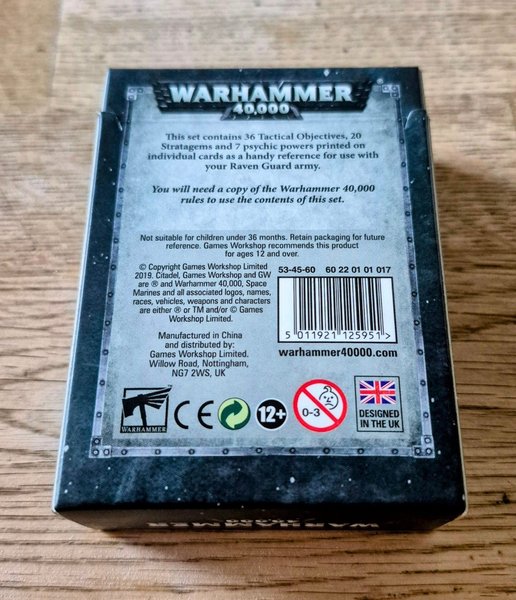 WARHAMMER
40,000
This set contains 36 Tactical Objectives, 20
Stratagems and 7 psychic powers printed on
individual cards as a handy reference for use with
your Raven Guard army.
You will need a copy of the Warhammer 40,000
rules to use the contents of this set.
Not suitable for children under 36 months. Retain packaging for future
reference. Games Workshop recommends this product
for ages 12 and over.
© Copyright Games Workshop Limited
2019. Citadel, Games Workshop and GW
are ® and Warhammer 40,000, Space
Marines and all associated logos, names,
races, vehicles, weapons and characters
are either ® or TM and/or © Games
Workshop Limited.
Manufactured in China
and distributed by:
Games Workshop Limited.
Willow Road, Nottingham,
NG7 2WS, UK
53-45-60 60 22 01 01 017
5 011921 125951 >
warhammer40000.com
WARHAMMER
CE
12+
0-3
DESIGNED
IN THE UK
WARHAMMER
40,000